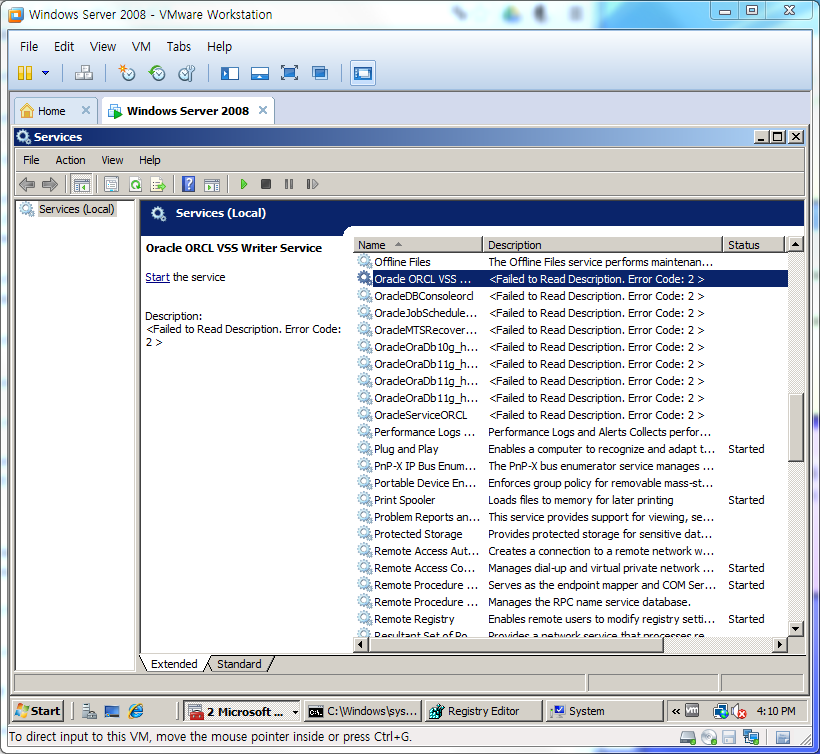 Windows Server 2008 - VMware Workstation
File Edit View VM Tabs Help
Home Windows Server 2008
Services
File Action View Help
Services (Local)
Services (Local)
Oracle ORCL VSS Writer Service
Start the service
Description:
<Failed to Read Description. Error Code:
2 >
Name Description Status
Offline Files The Offline Files service performs maintenan...
Oracle ORCL VSS ... <Failed to Read Description. Error Code: 2 >
OracleDBConsoleorcl <Failed to Read Description. Error Code: 2 >
OracleJobSchedule... <Failed to Read Description. Error Code: 2 >
OracleMTSRecover... <Failed to Read Description. Error Code: 2 >
OracleOraDb10g_h... <Failed to Read Description. Error Code: 2 >
OracleOraDb11g_h... <Failed to Read Description. Error Code: 2 >
OracleOraDb11g_h... <Failed to Read Description. Error Code: 2 >
OracleOraDb11g_h... <Failed to Read Description. Error Code: 2 >
OracleServiceORCL <Failed to Read Description. Error Code: 2 >
Performance Logs ... Performance Logs and Alerts Collects perfor...
Plug and Play Enables a computer to recognize and adapt t... Started
PnP-X IP Bus Enum... The PnP-X bus enumerator service manages ...
Portable Device En... Enforces group policy for removable mass-st...
Print Spooler Loads files to memory for later printing Started
Problem Reports an... This service provides support for viewing, se...
Protected Storage Provides protected storage for sensitive dat...
Remote Access Aut... Creates a connection to a remote network w...
Remote Access Co... Manages dial-up and virtual private network ... Started
Remote Procedure ... Serves as the endpoint mapper and COM Ser... Started
Remote Procedure ... Manages the RPC name service database.
Remote Registry Enables remote users to modify registry setti... Started
Resultant Set of Po... Provides a network service that processes re...
Extended Standard
Start 2 Microsoft ... C:\Windows\sys... Registry Editor System « 4:10 PM
To direct input to this VM, move the mouse pointer inside or press Ctrl+G.